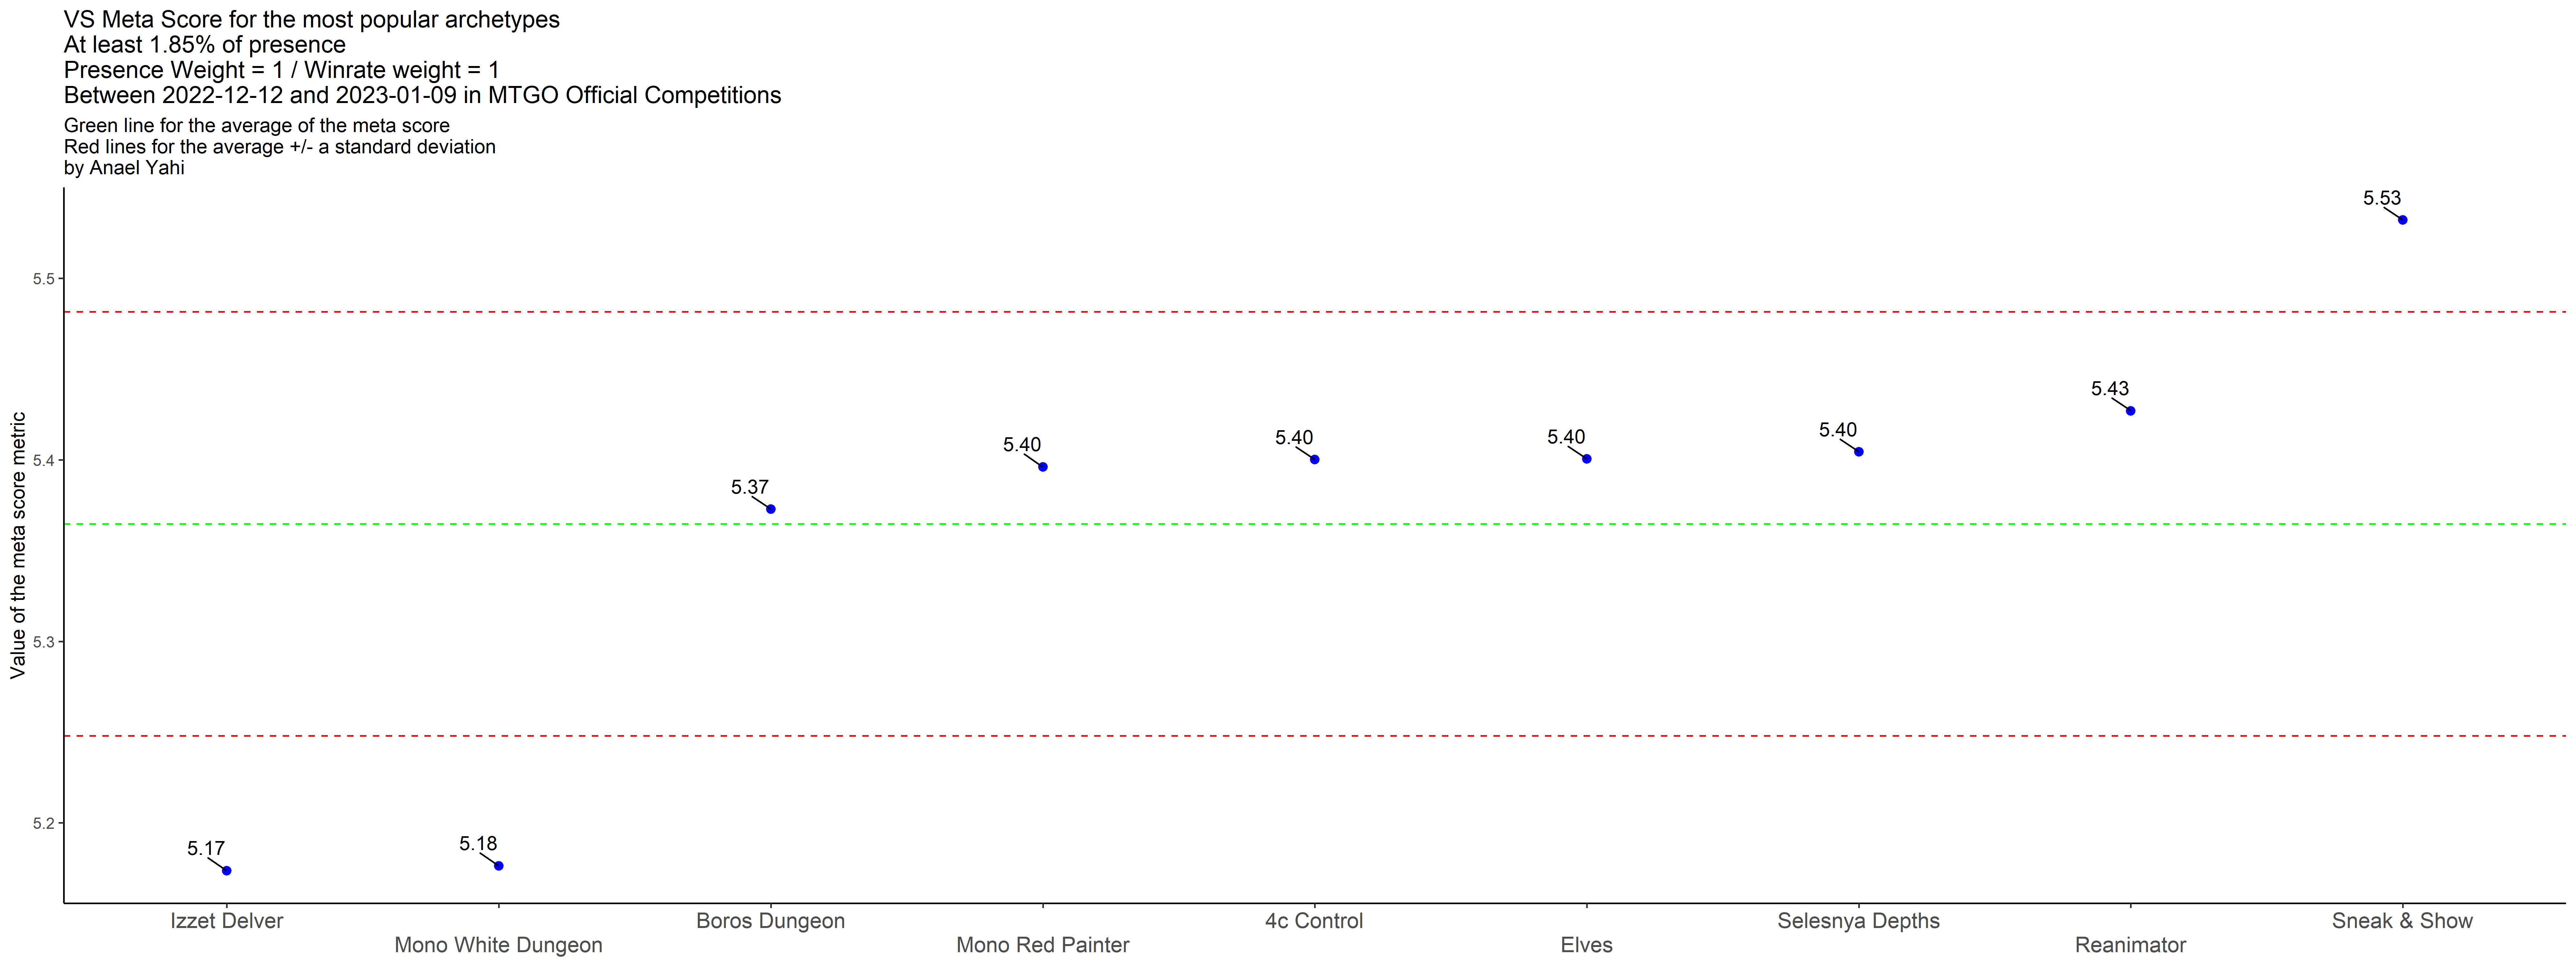 VS Meta Score for the most popular archetypes
At least 1.85% of presence
Presence Weight = 1 / Winrate weight = 1
Between 2022-12-12 and 2023-01-09 in MTGO Official Competitions
Green line for the average of the meta score
Red lines for the average +/- a standard deviation
by Anael Yahi
Value of the meta score metric
5.5
5.4
5.3
5.2
5.17
5.18
5.37
5.40
5.40
5.40
5.40
5.43
5.53
Izzet Delver
Mono White Dungeon
Boros Dungeon
Mono Red Painter
4c Control
Elves
Selesnya Depths
Reanimator
Sneak & Show